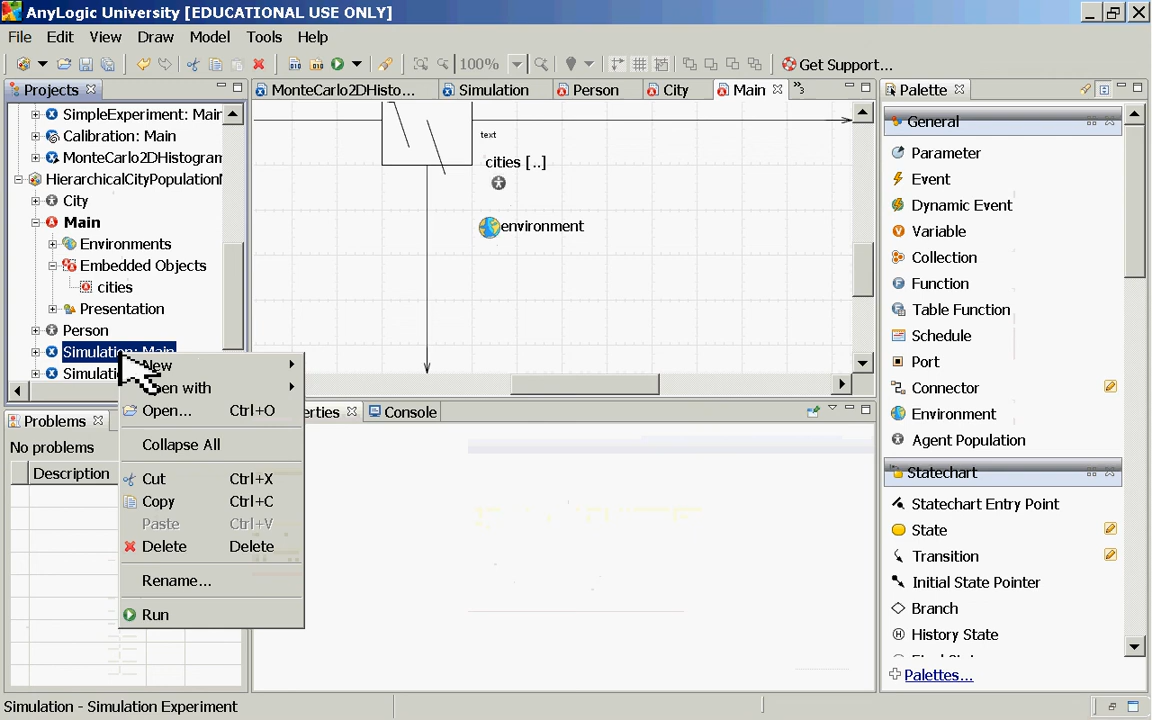 AnyLogic University [EDUCATIONAL USE ONLY]
File Edit View Draw Model Tools Help
100% Get Support...
Projects
SimpleExperiment: Main
Calibration: Main
MonteCarlo2DHistogram
HierarchicalCityPopulation
City
Main
Environments
Embedded Objects
cities
Presentation
Person
Simulation: Main
Simulati
MonteCarlo2DHisto... Simulation Person City Main
text
cities [..]
environment
New
Open with
Open... Ctrl+O
Collapse All
Cut Ctrl+X
Copy Ctrl+C
Paste Ctrl+V
Delete Delete
Rename...
Run
Problems
No problems
Description
erties Console
Palette
General
Parameter
Event
Dynamic Event
Variable
Collection
Function
Table Function
Schedule
Port
Connector
Environment
Agent Population
Statechart
Statechart Entry Point
State
Transition
Initial State Pointer
Branch
History State
Palettes...
Simulation - Simulation Experiment